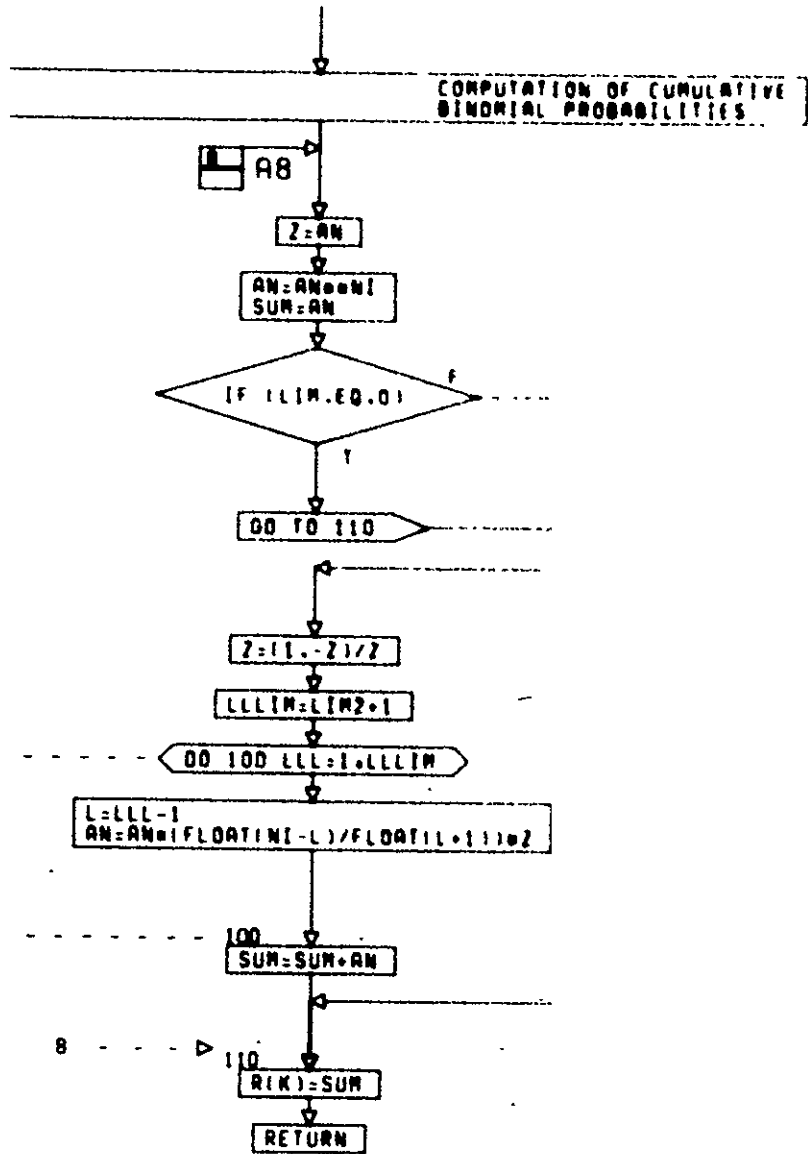 COMPUTATION OF CUMULATIVE
BINOMIAL PROBABILITIES
A8
Z=AN
AN=AN**NI
SUM=AN
IF (LIM.EQ.0)
F
T
GO TO 110
Z=(1.-Z)/Z
LLLIM=LIM2+1
DO 100 LLL=1,LLLIM
L=LLL-1
AN=AN*(FLOAT(NI-L)/FLOAT(L+1))*Z
100
SUM=SUM+AN
8
110
R(K)=SUM
RETURN